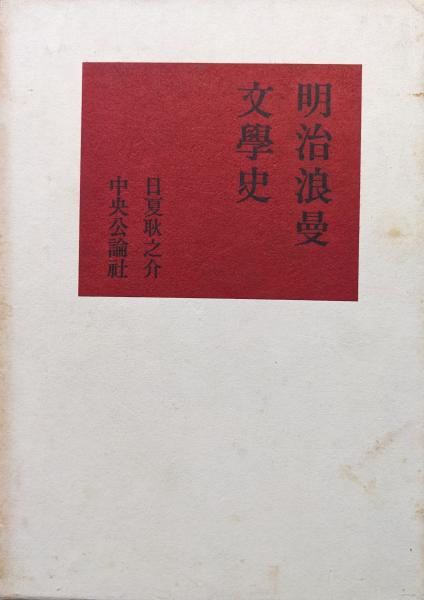 明治浪曼
文學史
日夏耿之介
中央公論社